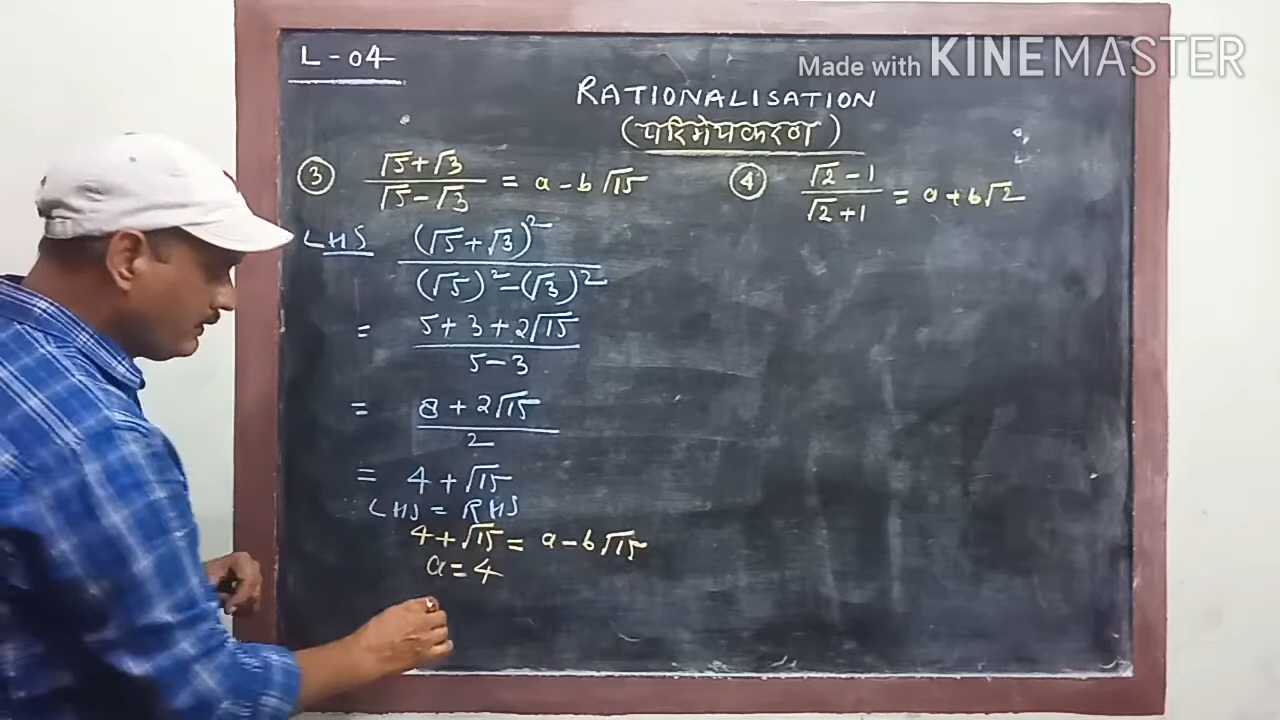 L-04
Made with KINEMASTER
RATIONALISATION
(परिमेयकरण)
③ √5+√3 / √5-√3 = a-b√15
LHS (√5+√3)² / (√5)²-(√3)²
= 5+3+2√15 / 5-3
= 8+2√15 / 2
= 4+√15
LHS = RHS
4+√15 = a-b√15
a=4
④ √2-1 / √2+1 = a+b√2